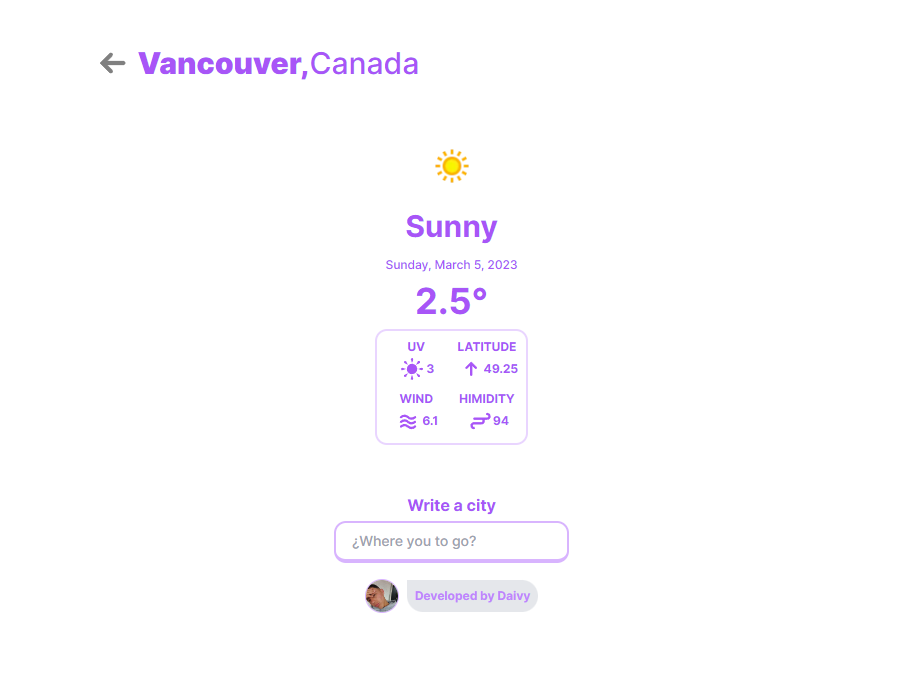 Vancouver,Canada
Sunny
Sunday, March 5, 2023
2.5°
UV LATITUDE
3 49.25
WIND HIMIDITY
6.1 94
Write a city
¿Where you to go?
Developed by Daivy